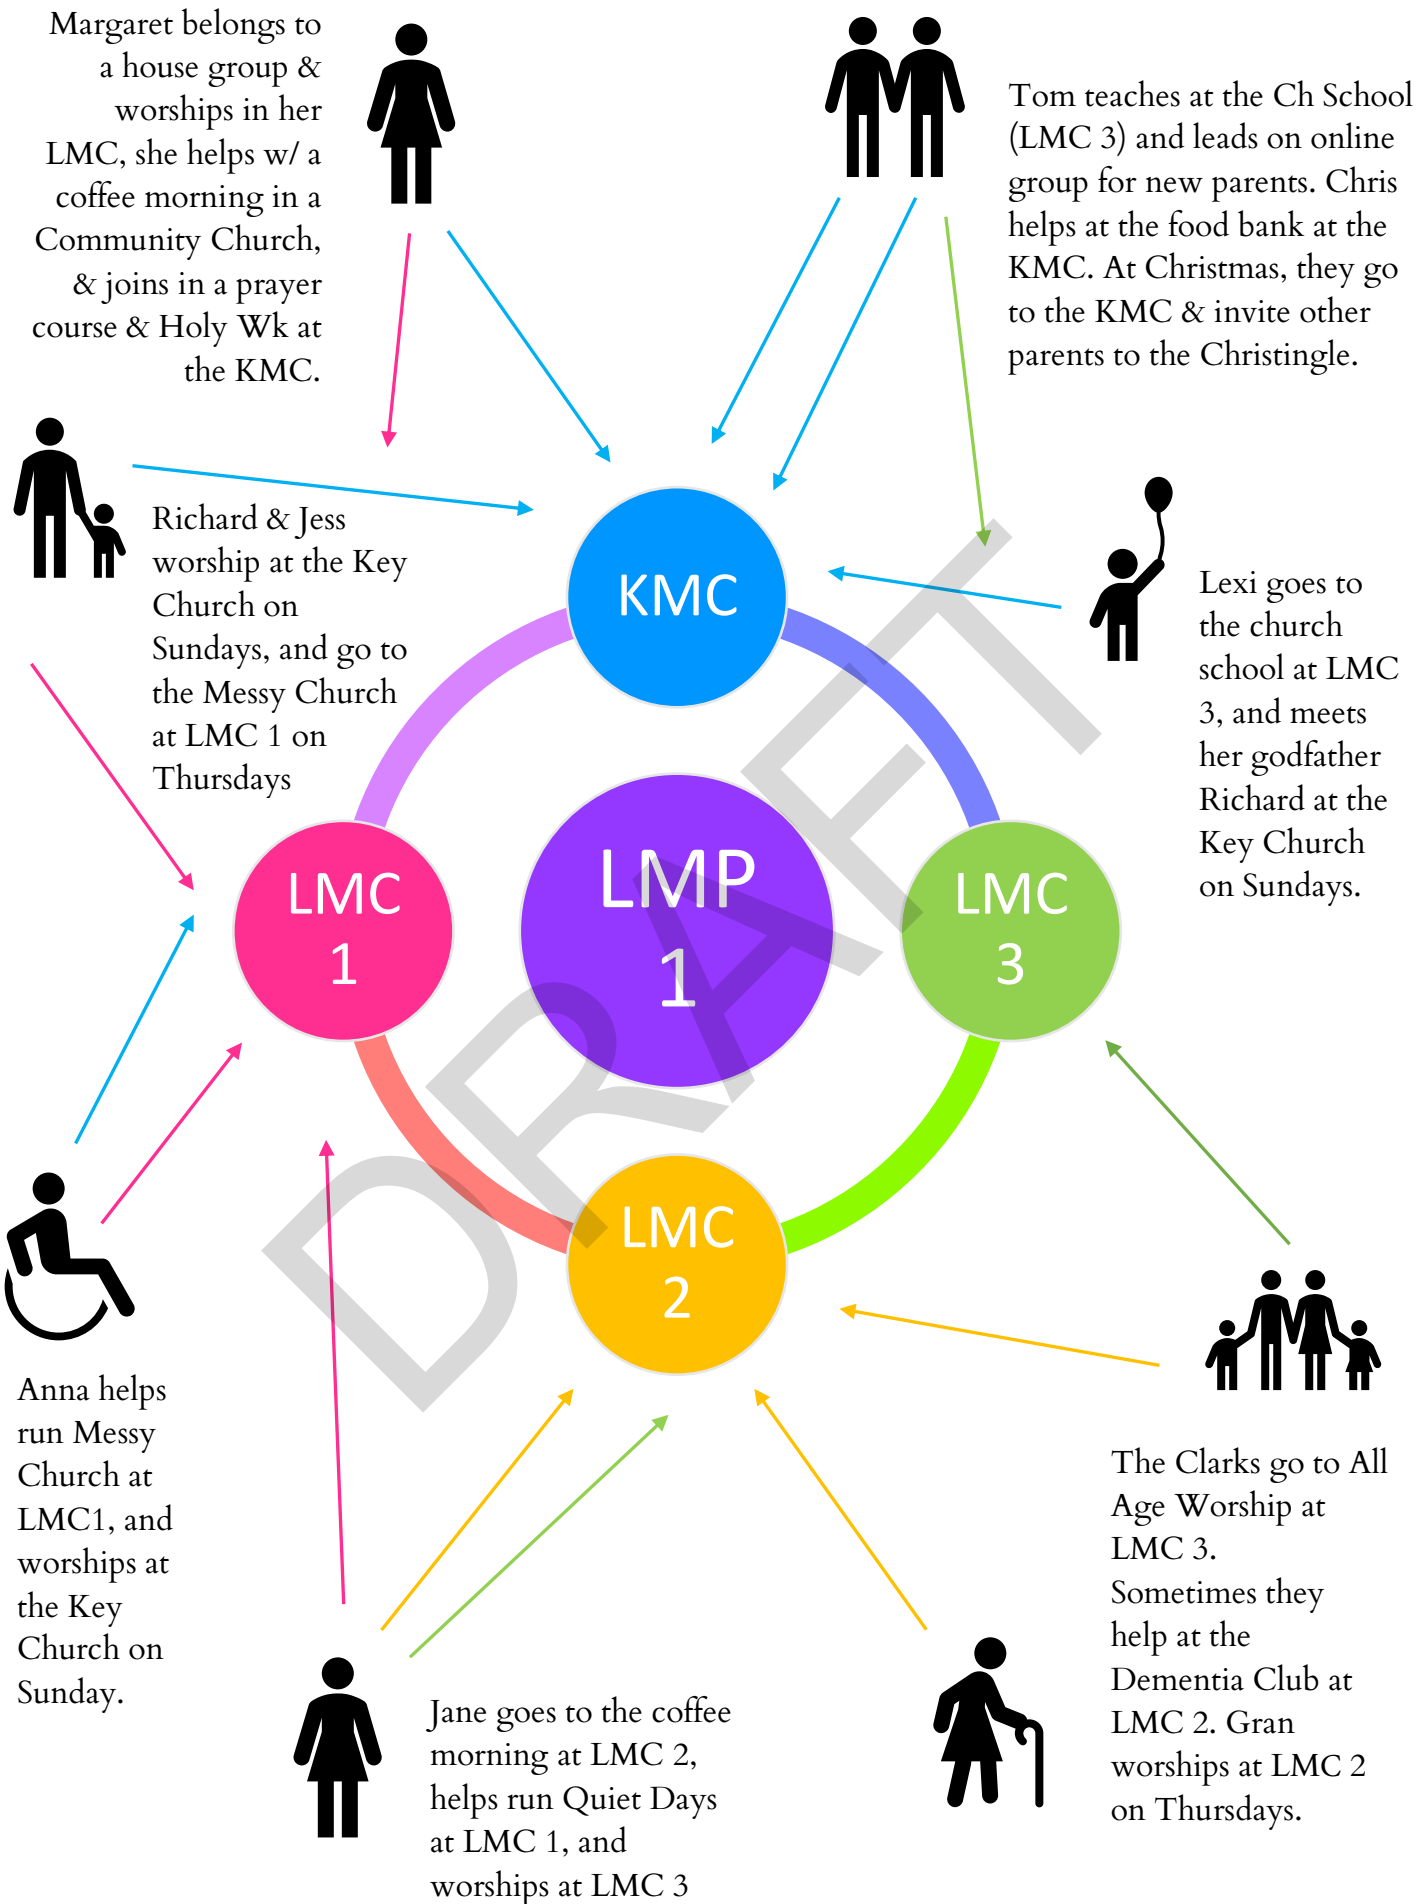 Margaret belongs to
a house group &
worships in her
LMC, she helps w/ a
coffee morning in a
Community Church,
& joins in a prayer
course & Holy Wk at
the KMC.
Tom teaches at the Ch School
(LMC 3) and leads on online
group for new parents. Chris
helps at the food bank at the
KMC. At Christmas, they go
to the KMC & invite other
parents to the Christingle.
Richard & Jess
worship at the Key
Church on
Sundays, and go to
the Messy Church
at LMC 1 on
Thursdays
KMC
Lexi goes to
the church
school at LMC
3, and meets
her godfather
Richard at the
Key Church
on Sundays.
LMC
1
LMP
1
LMC
3
LMC
2
DRAFT
Anna helps
run Messy
Church at
LMC1, and
worships at
the Key
Church on
Sunday.
Jane goes to the coffee
morning at LMC 2,
helps run Quiet Days
at LMC 1, and
worships at LMC 3
The Clarks go to All
Age Worship at
LMC 3.
Sometimes they
help at the
Dementia Club at
LMC 2. Gran
worships at LMC 2
on Thursdays.